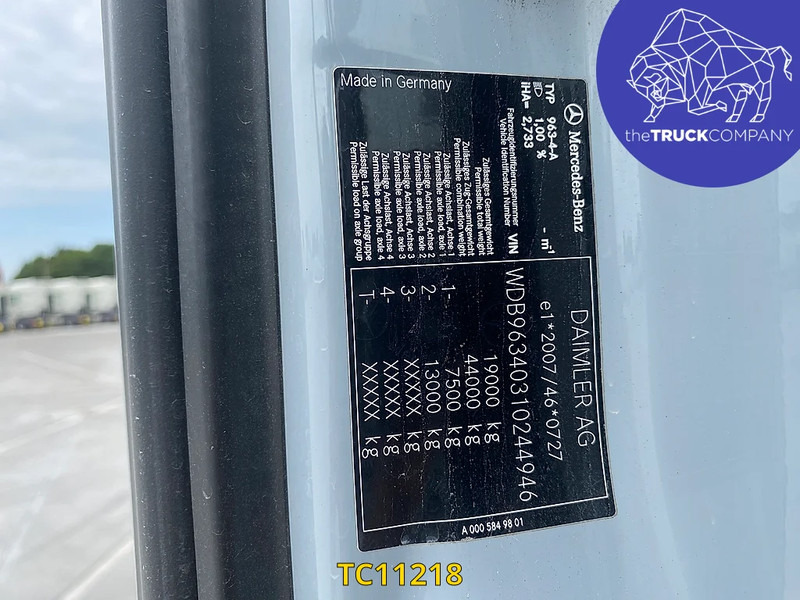 theTRUCKCOMPANY
Mercedes-Benz
TYP 963-4-A - m-1
1,00 %
iHA= 2,733
Fahrzeugidentifizierungsnummer
Vehicle Identification Number VIN
Zulässiges Gesamtgewicht
Permissible total weight
Zulässiges Zug-Gesamtgewicht
Permissible combination weight
Zulässige Achslast, Achse 1
Permissible axle load, axle 1
Zulässige Achslast, Achse 2
Permissible axle load, axle 2
Zulässige Achslast, Achse 3
Permissible axle load, axle 3
Zulässige Achslast, Achse 4
Permissible axle load, axle 4
Zulässige Last der Achsgruppe
Permissible load on axle group
Made in Germany
DAIMLER AG
e1*2007/46*0727
WDB96340310244946
19000 kg
44000 kg
1- 7500 kg
2- 13000 kg
3- XXXXX kg
4- XXXXX kg
T- XXXXX kg
A 000 584 98 01
TC11218